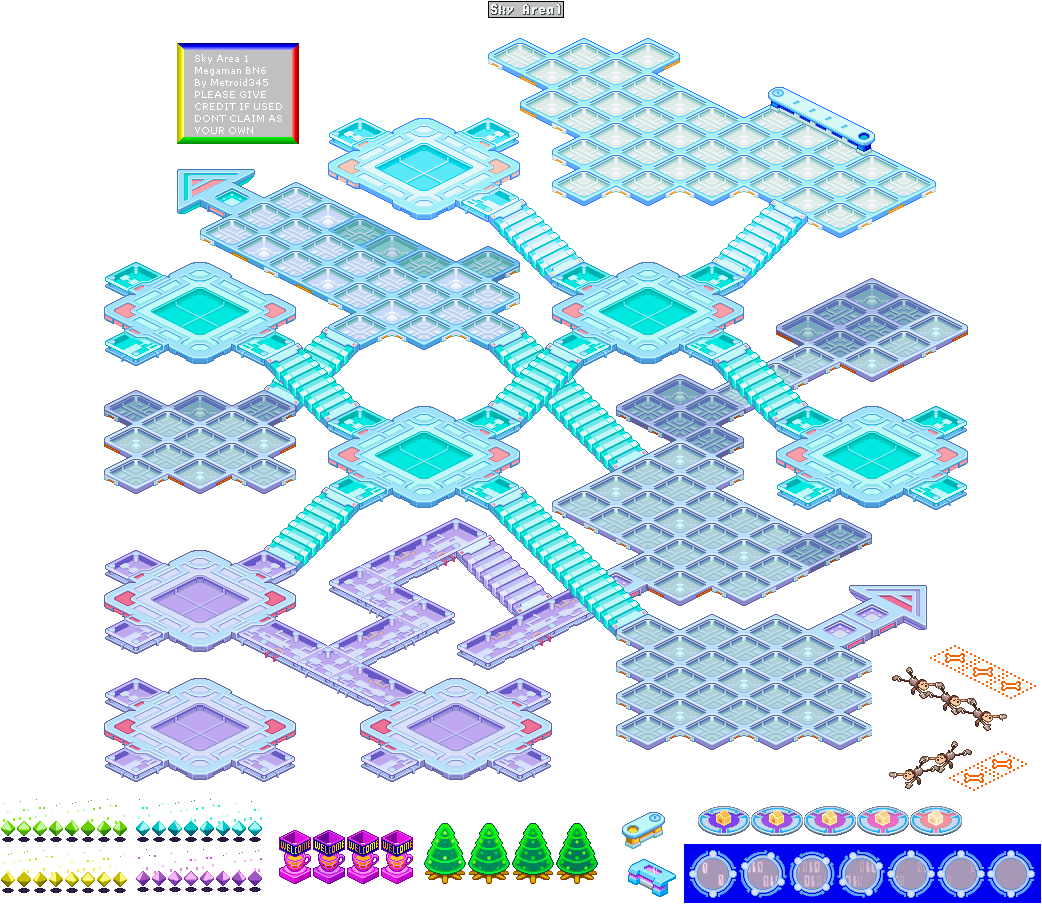 Sky Area1
Sky Area 1
Megaman BN6
By Metroid345
PLEASE GIVE
CREDIT IF USED
DONT CLAIM AS
YOUR OWN
WELCOME WELCOME WELCOME WELCOME